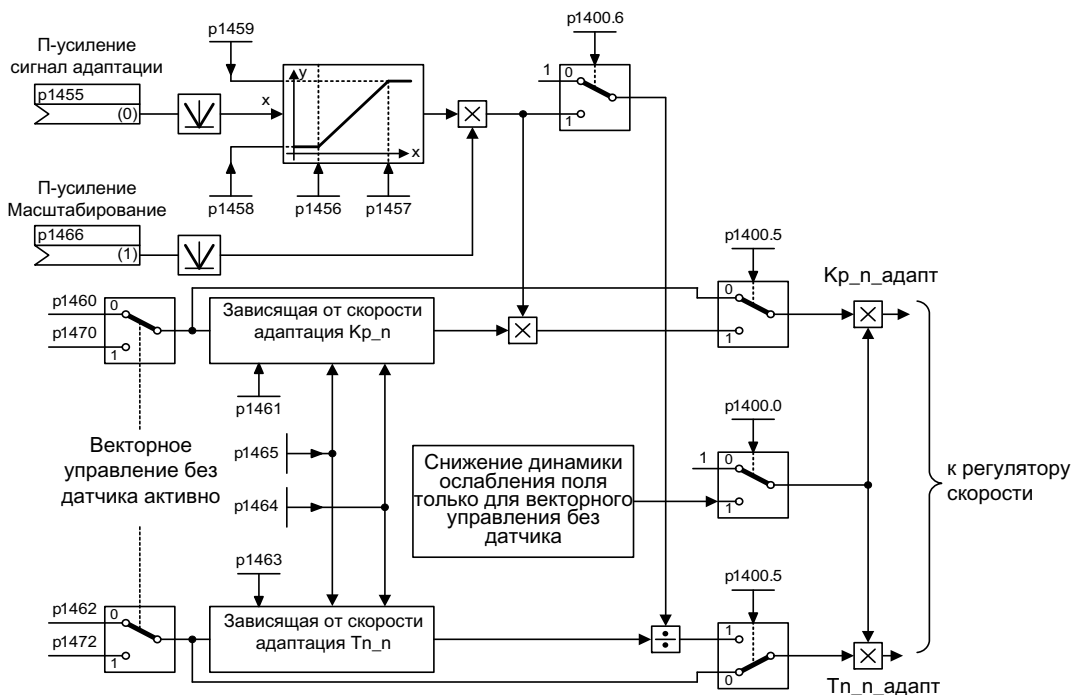 p1459
p1400.6
П-усиление
сигнал адаптации
p1455
(0)
x
y
x
1
0
1
p1458
p1456
p1457
П-усиление
Масштабирование
p1466
(1)
p1400.5
p1460
0
p1470
1
Зависящая от скорости
адаптация Kp_n
0
1
Kp_n_адапт
p1461
p1465
p1464
p1463
Векторное
управление без
датчика активно
Снижение динамики
ослабления поля
только для векторного
управления без
датчика
p1400.0
1
0
1
к регулятору
скорости
p1400.5
p1462
0
p1472
1
Зависящая от скорости
адаптация Tn_n
1
0
Tn_n_адапт